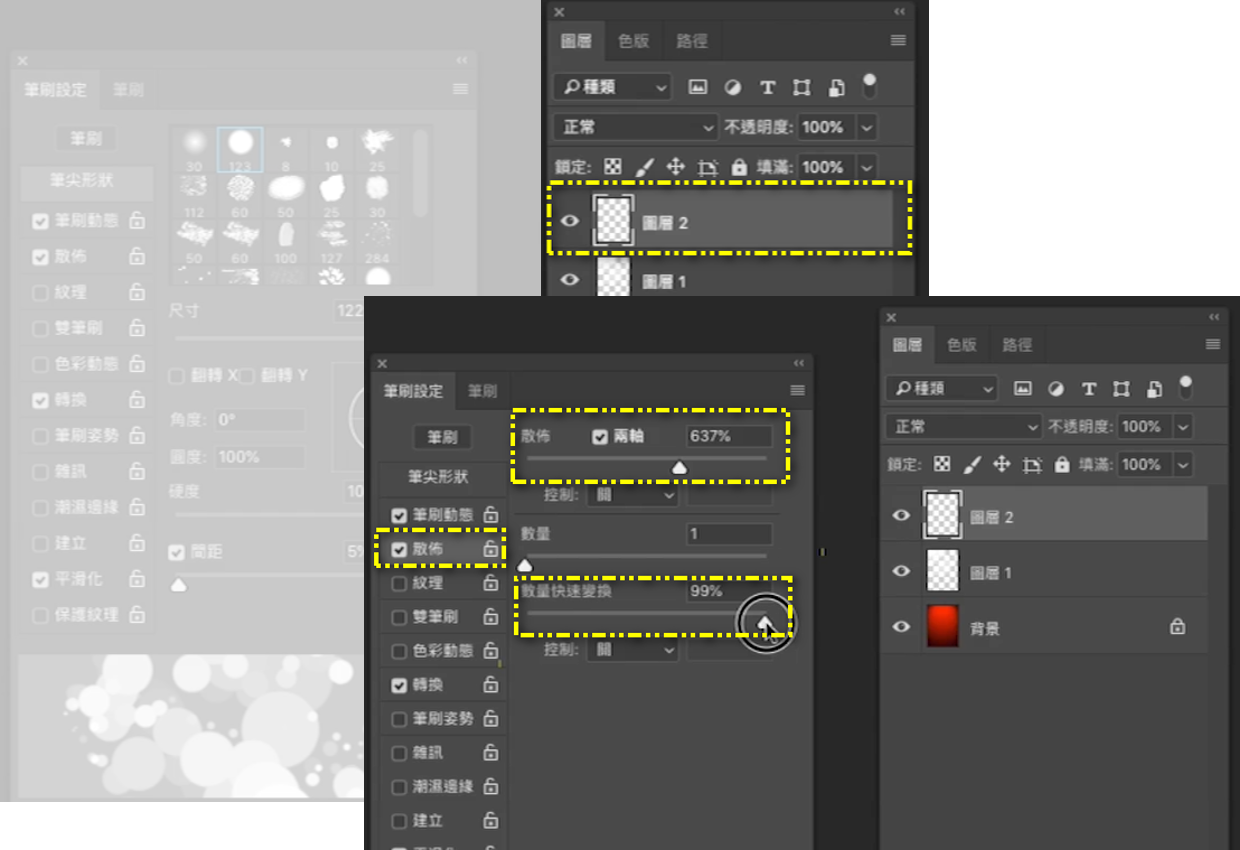 筆刷設定 筆刷
筆刷
筆尖形狀
筆刷動態
散佈
紋理
雙筆刷
色彩動態
轉換
筆刷姿勢
雜訊
潮濕邊緣
建立
平滑化
保護紋理
30 123 8 10 25
112 60 50 25 30
50 60 100 127 284
尺寸 122
翻轉 X 翻轉 Y
角度: 0°
圓度: 100%
硬度 10
間距 5%
圖層 色版 路徑
種類
正常 不透明度: 100%
鎖定: 填滿: 100%
圖層 2
圖層 1
筆刷設定 筆刷
筆刷
筆尖形狀
筆刷動態
散佈
紋理
雙筆刷
色彩動態
轉換
筆刷姿勢
雜訊
潮濕邊緣
建立
散佈 兩軸 637%
控制: 關
數量 1
數量快速變換 99%
控制: 關
圖層 色版 路徑
種類
正常 不透明度: 100%
鎖定: 填滿: 100%
圖層 2
圖層 1
背景